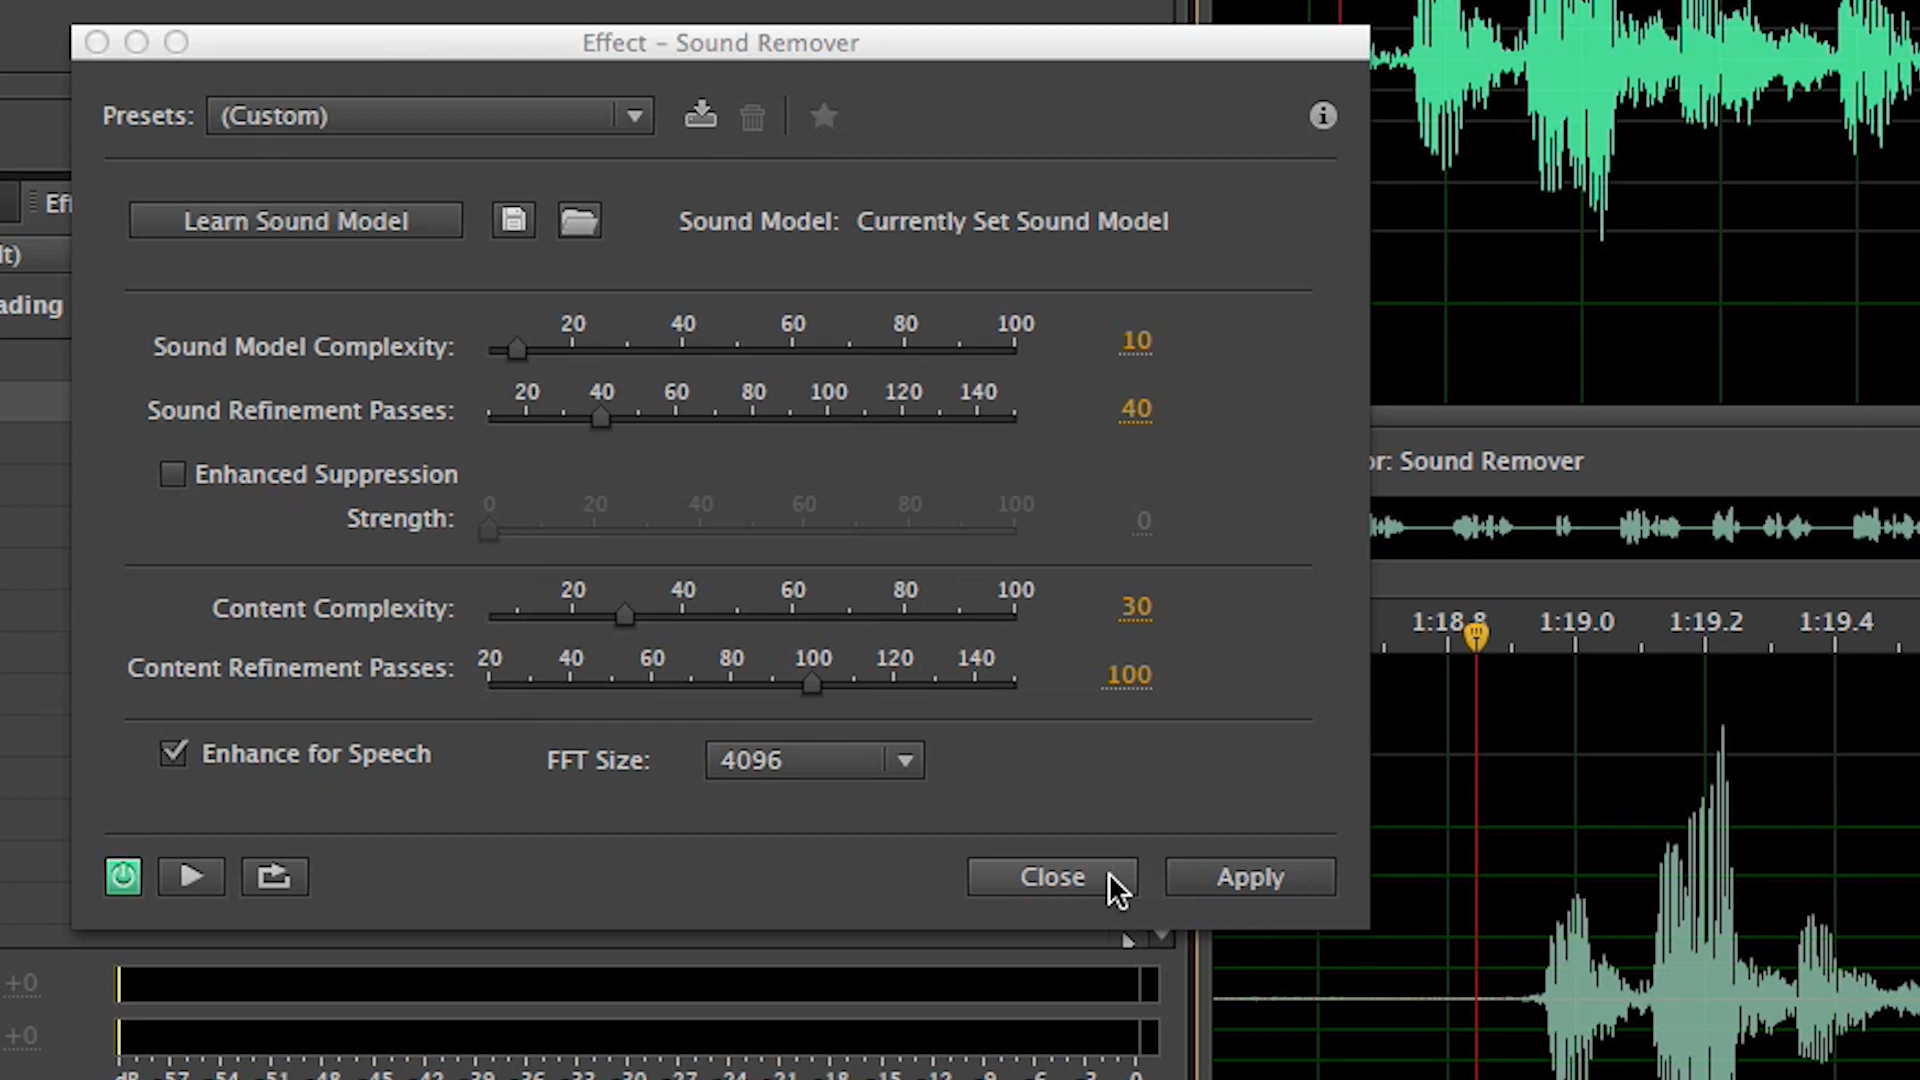 Effect – Sound Remover
Presets: (Custom)
Learn Sound Model
Sound Model: Currently Set Sound Model
20 40 60 80 100
Sound Model Complexity: 10
20 40 60 80 100 120 140
Sound Refinement Passes: 40
Enhanced Suppression
0 20 40 60 80 100
Strength: 0
20 40 60 80 100
Content Complexity: 30
20 40 60 80 100 120 140
Content Refinement Passes: 100
Enhance for Speech
FFT Size: 4096
Close
Apply
Eff
lt)
ading
or: Sound Remover
1:18.8 1:19.0 1:19.2 1:19.4
+0
+0
dB -57 -54 -51 -48 -45 -42 -39 -36 -33 -30 -27 -24 -21 -18 -15 -12 -9 -6 -3 0